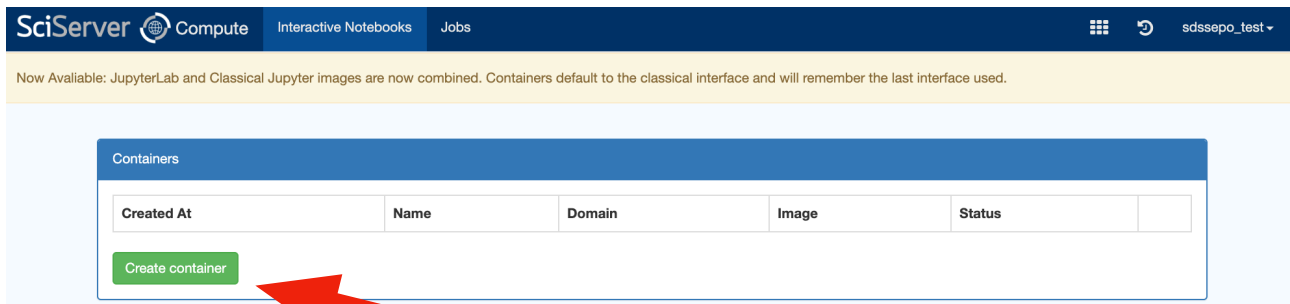 SciServer Compute Interactive Notebooks Jobs sdssepo_test
Now Avaliable: JupyterLab and Classical Jupyter images are now combined. Containers default to the classical interface and will remember the last interface used.
Containers
Created At Name Domain Image Status
Create container